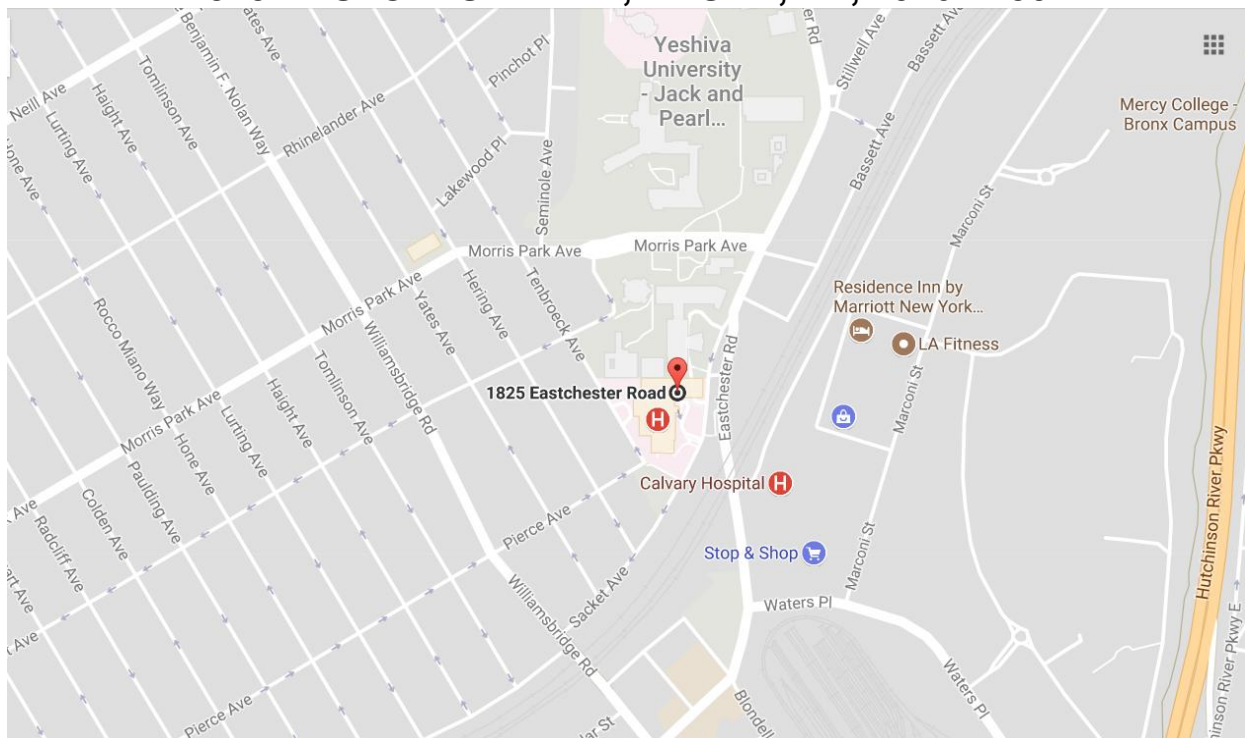 Yeshiva
University
- Jack and
Pearl...
Mercy College -
Bronx Campus
Stillwell Ave
Bassett Ave
Bassett Ave
Pinchot Pl
Benjamin F. Nolan Way
Tomlinson Ave
Neill Ave
Haight Ave
Lurting Ave
Hone Ave
Rhinelander Ave
Lakewood Pl
Seminole Ave
Marconi St
Morris Park Ave
Morris Park Ave
Hering Ave
Tenbroeck Ave
Morris Park Ave
Yates Ave
Residence Inn by
Marriott New York...
LA Fitness
Rocco Miano Way
Williamsbridge Rd
Tomlinson Ave
Haight Ave
1825 Eastchester Road
H
Eastchester Rd
Marconi St
Morris Park Ave
Hone Ave
Lurting Ave
Paulding Ave
Colden Ave
Radcliff Ave
Calvary Hospital
H
Hutchinson River Pkwy
Pierce Ave
Stop & Shop
Marconi St
Sacket Ave
Waters Pl
Williamsbridge Rd
Waters Pl
Pierce Ave
Blondell